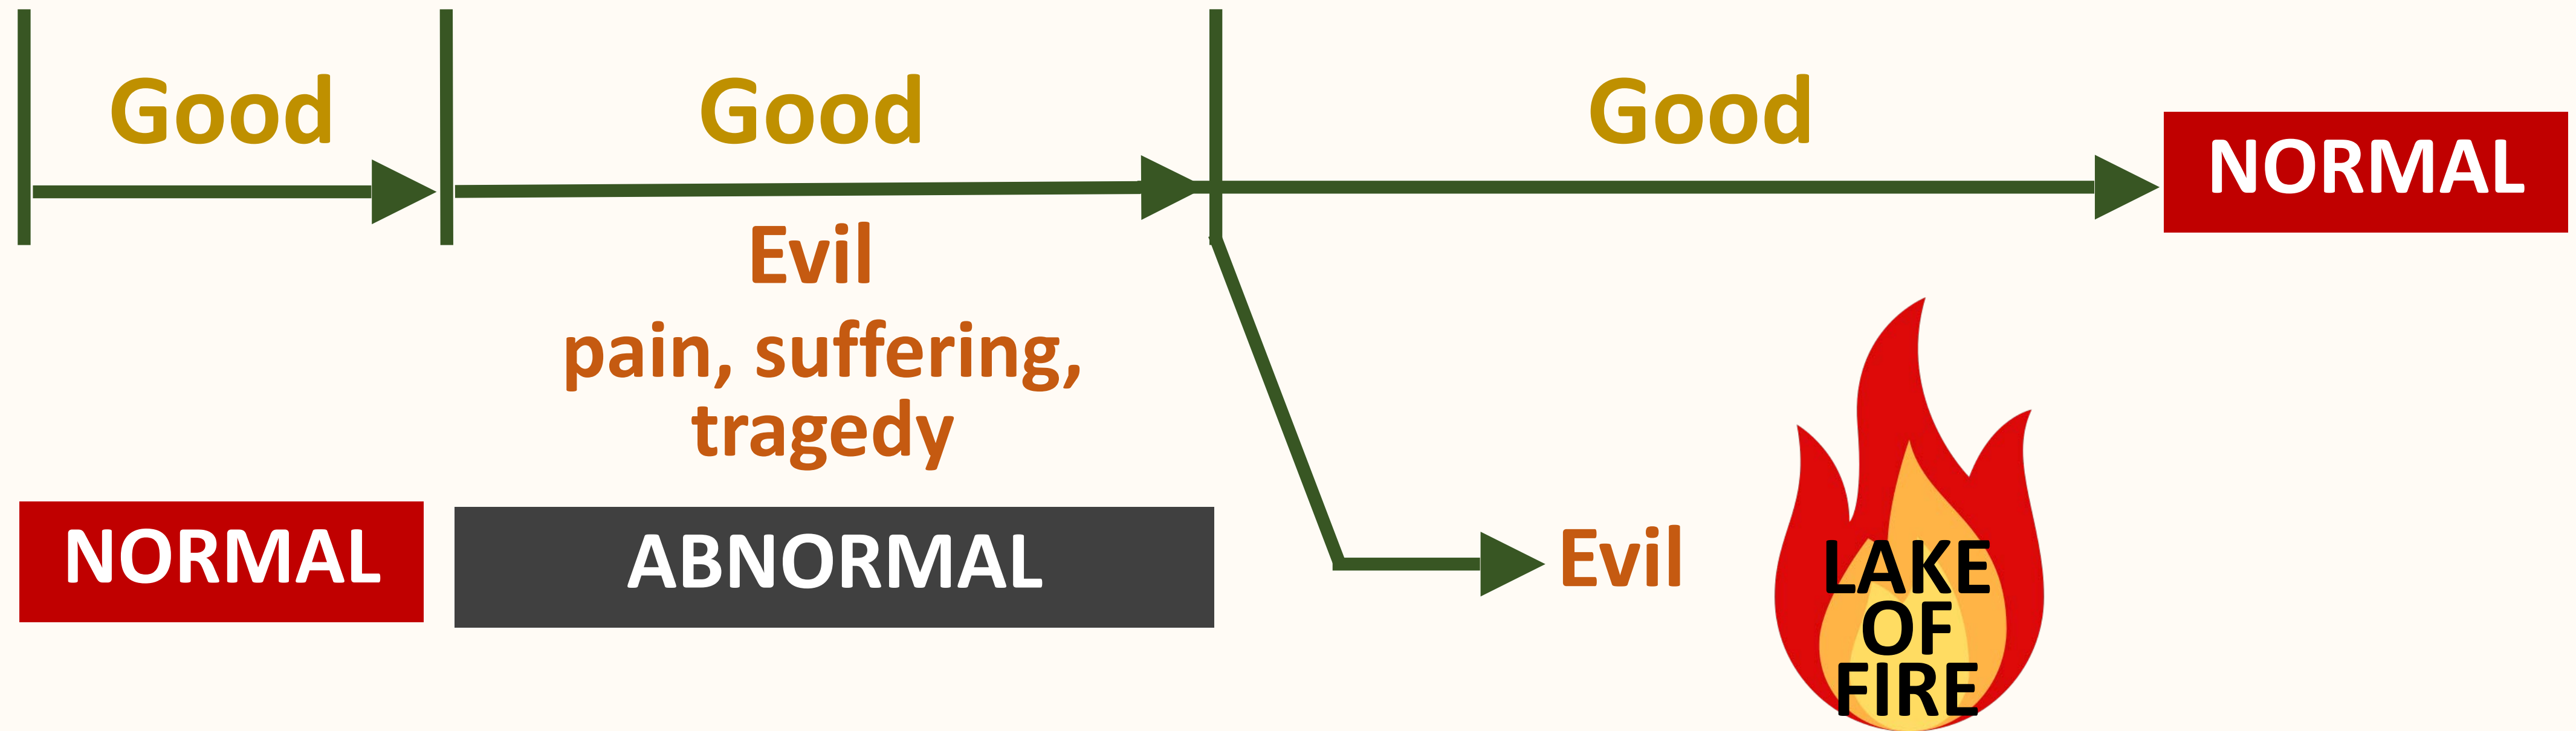 Good
Good
Good
NORMAL
Evil
pain, suffering,
tragedy
NORMAL
ABNORMAL
Evil
LAKE
OF
FIRE